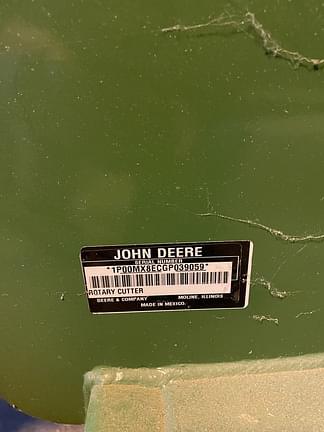 JOHN DEERE
SERIAL NUMBER
*1P00MX8ECGP039059*
ROTARY CUTTER
DEERE & COMPANY MOLINE, ILLINOIS
MADE IN MEXICO.